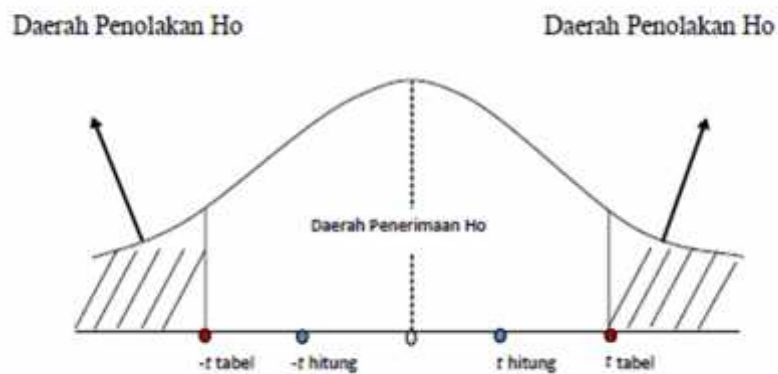 Daerah Penolakan Ho
Daerah Penolakan Ho
Daerah Penerimaan Ho
0
-t tabel
-t hitung
t hitung
t tabel